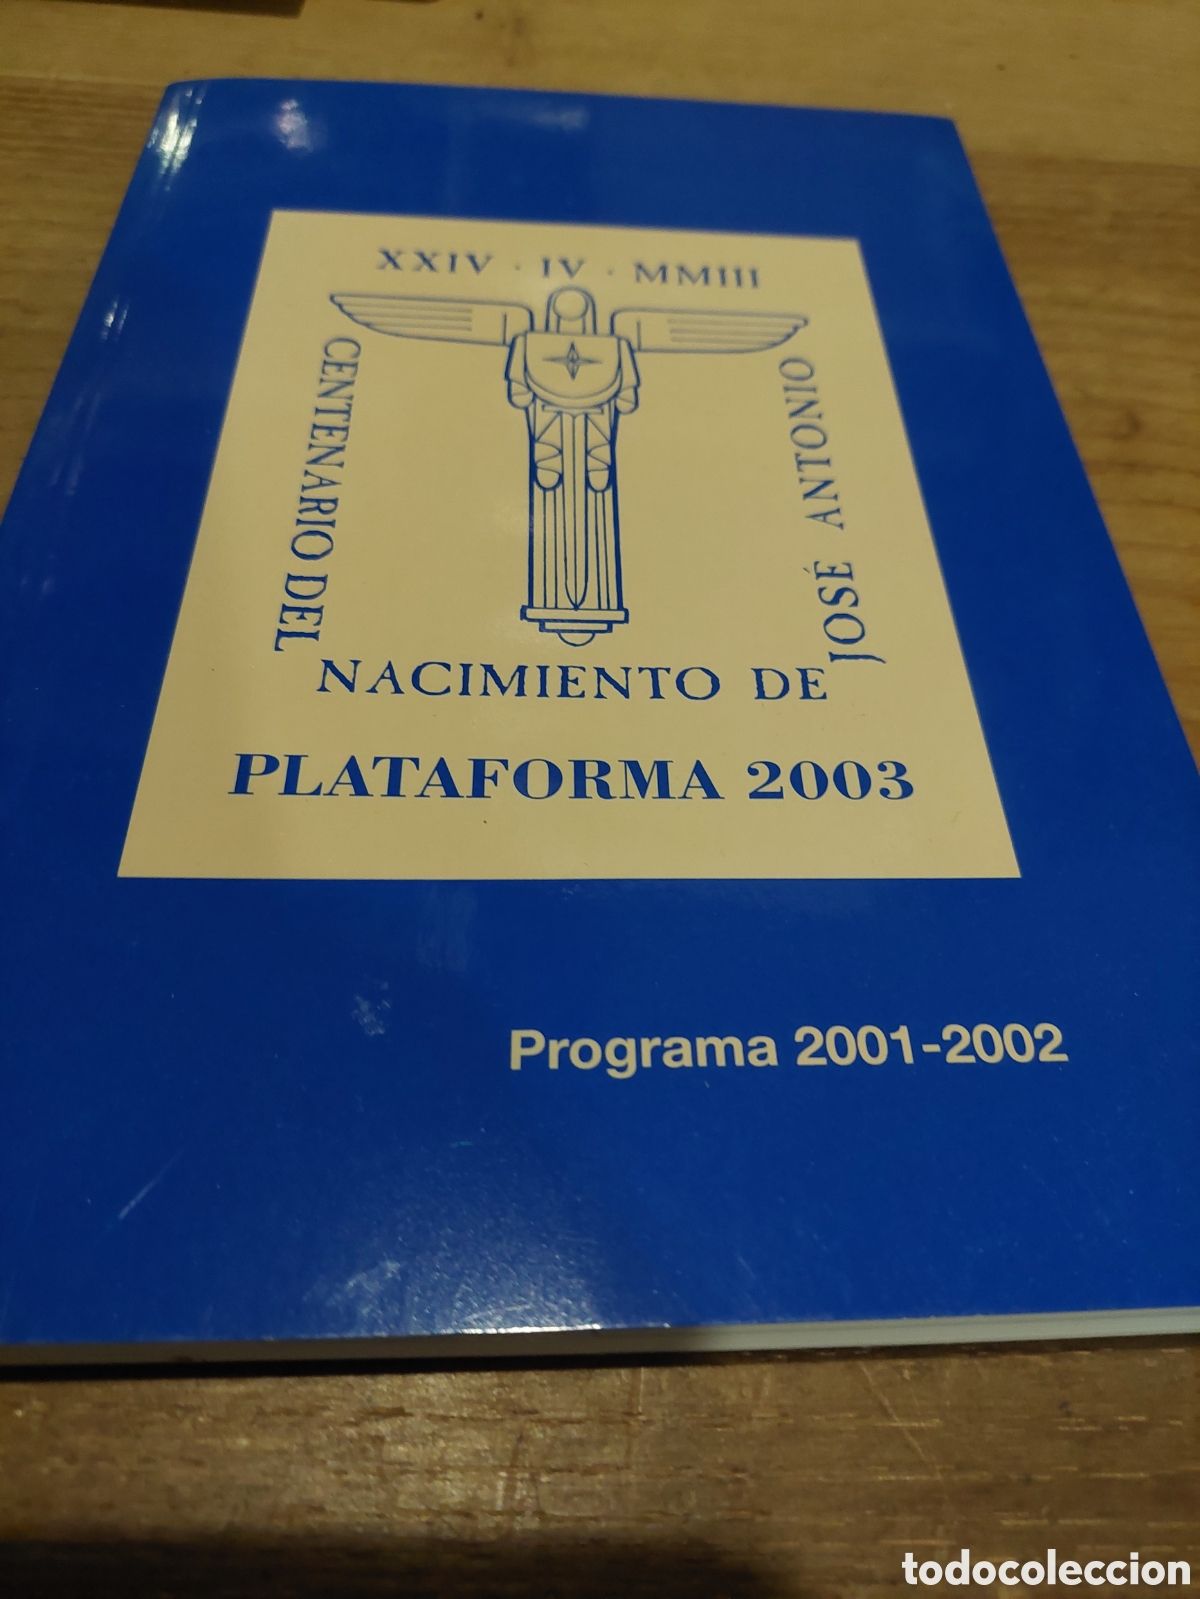 XXIV · IV · MMIII
CENTENARIO DEL
NACIMIENTO DE
JOSÉ ANTONIO
PLATAFORMA 2003
Programa 2001-2002
todocoleccion